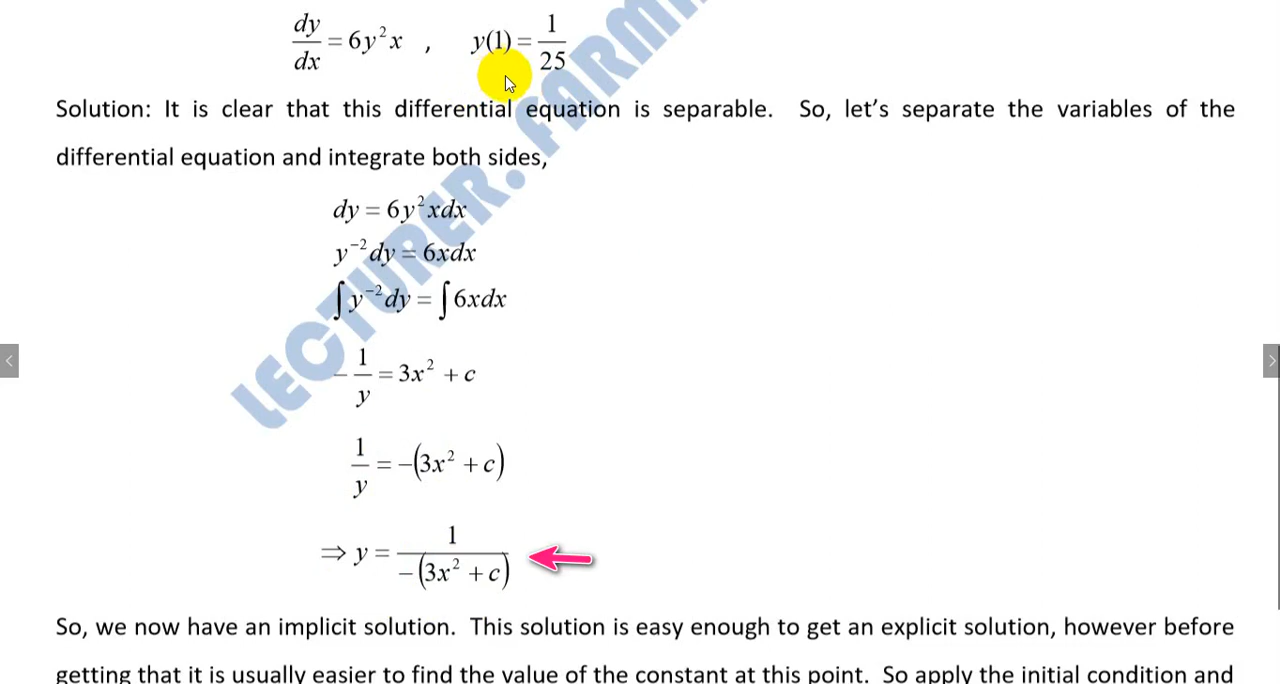 dy/dx = 6y²x , y(1) = 1/25
Solution: It is clear that this differential equation is separable. So, let's separate the variables of the
differential equation and integrate both sides,
dy = 6y²xdx
y⁻²dy = 6xdx
∫y⁻²dy = ∫6xdx
−1/y = 3x² + c
1/y = −(3x² + c)
⇒ y = 1/−(3x² + c)
So, we now have an implicit solution. This solution is easy enough to get an explicit solution, however before
getting that it is usually easier to find the value of the constant at this point. So apply the initial condition and
LECTURER. FARM